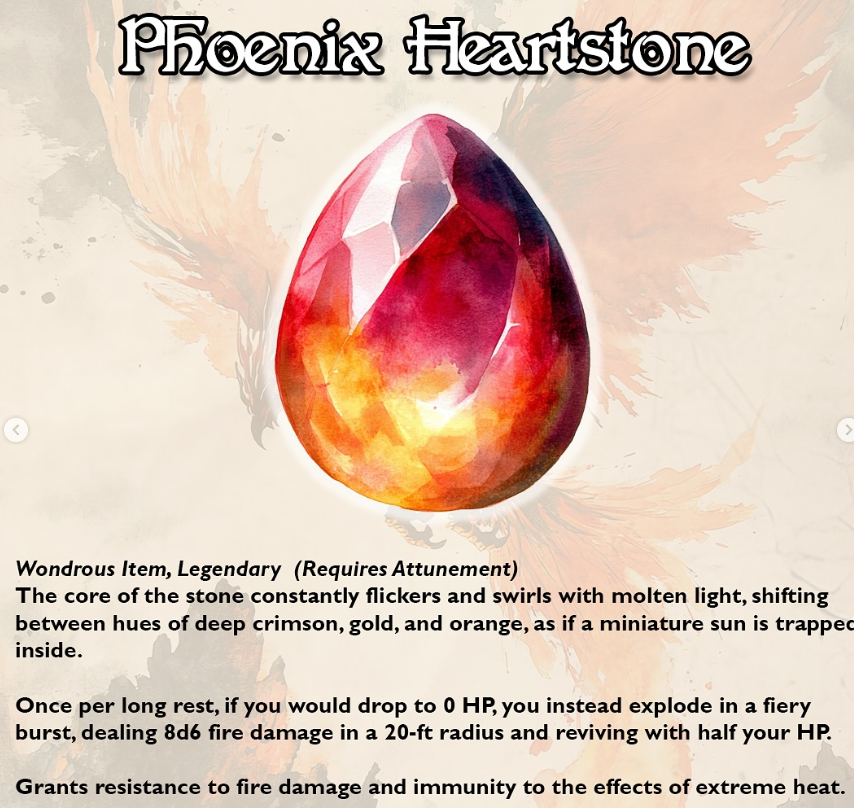 Phoenix Heartstone
Wondrous Item, Legendary (Requires Attunement)
The core of the stone constantly flickers and swirls with molten light, shifting
between hues of deep crimson, gold, and orange, as if a miniature sun is trapped
inside.
Once per long rest, if you would drop to 0 HP, you instead explode in a fiery
burst, dealing 8d6 fire damage in a 20-ft radius and reviving with half your HP.
Grants resistance to fire damage and immunity to the effects of extreme heat.